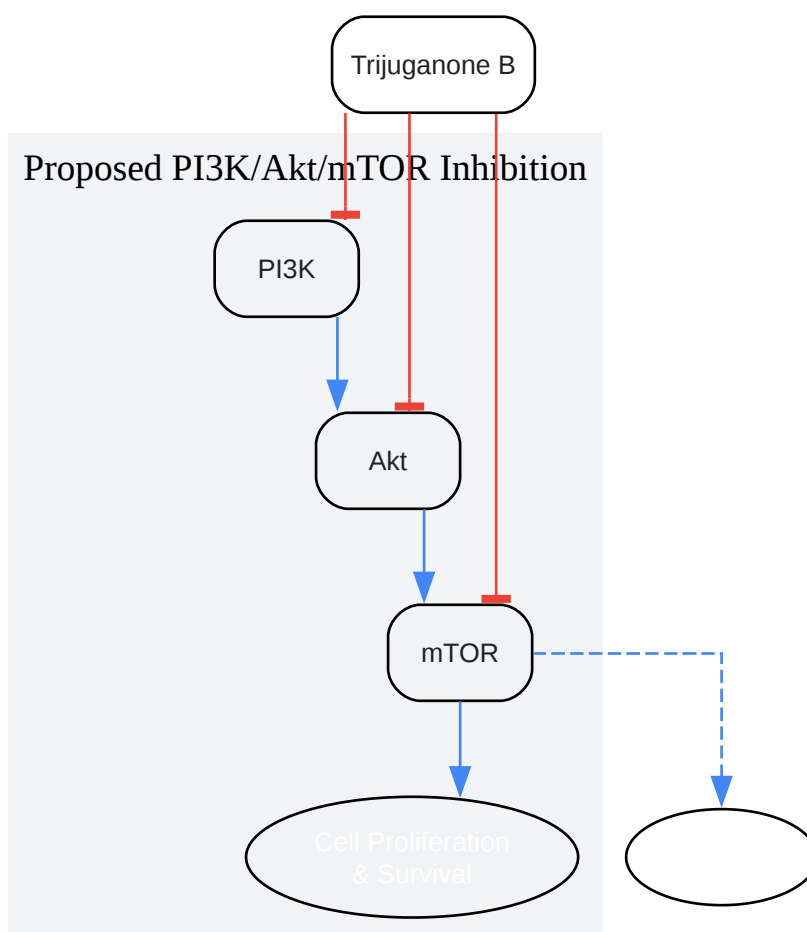 Trijuganone B
Proposed PI3K/Akt/mTOR Inhibition
PI3K
Akt
mTOR
Cell Proliferation
& Survival